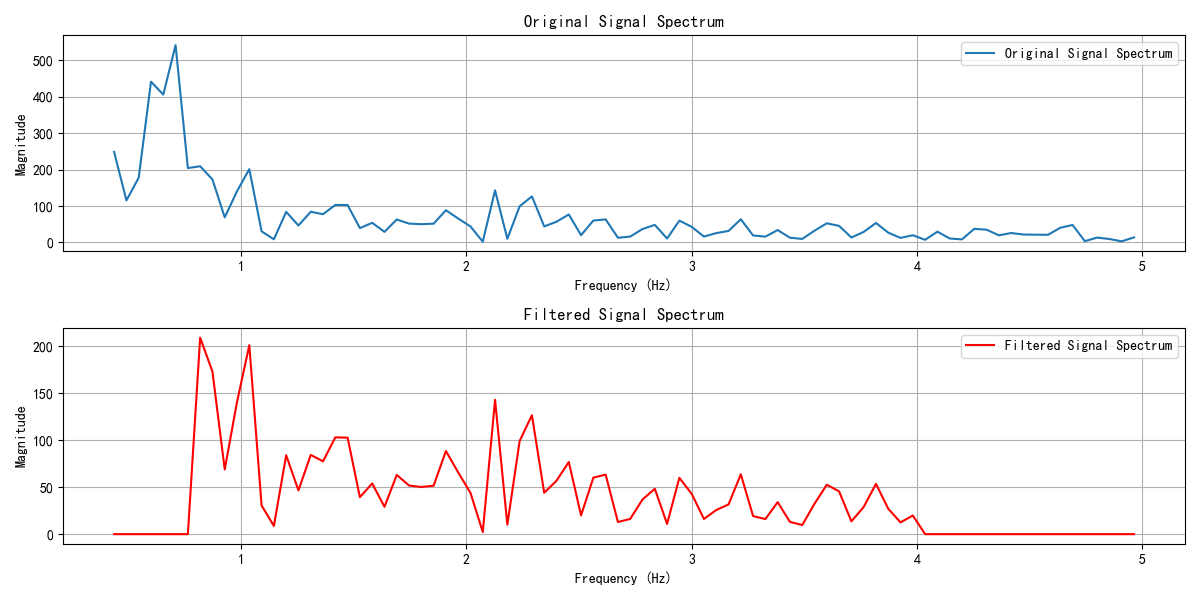 Original Signal Spectrum
Original Signal Spectrum
500
400
300
200
100
0
Magnitude
1 2 3 4 5
Frequency (Hz)
Filtered Signal Spectrum
Filtered Signal Spectrum
200
150
100
50
0
Magnitude
1 2 3 4 5
Frequency (Hz)